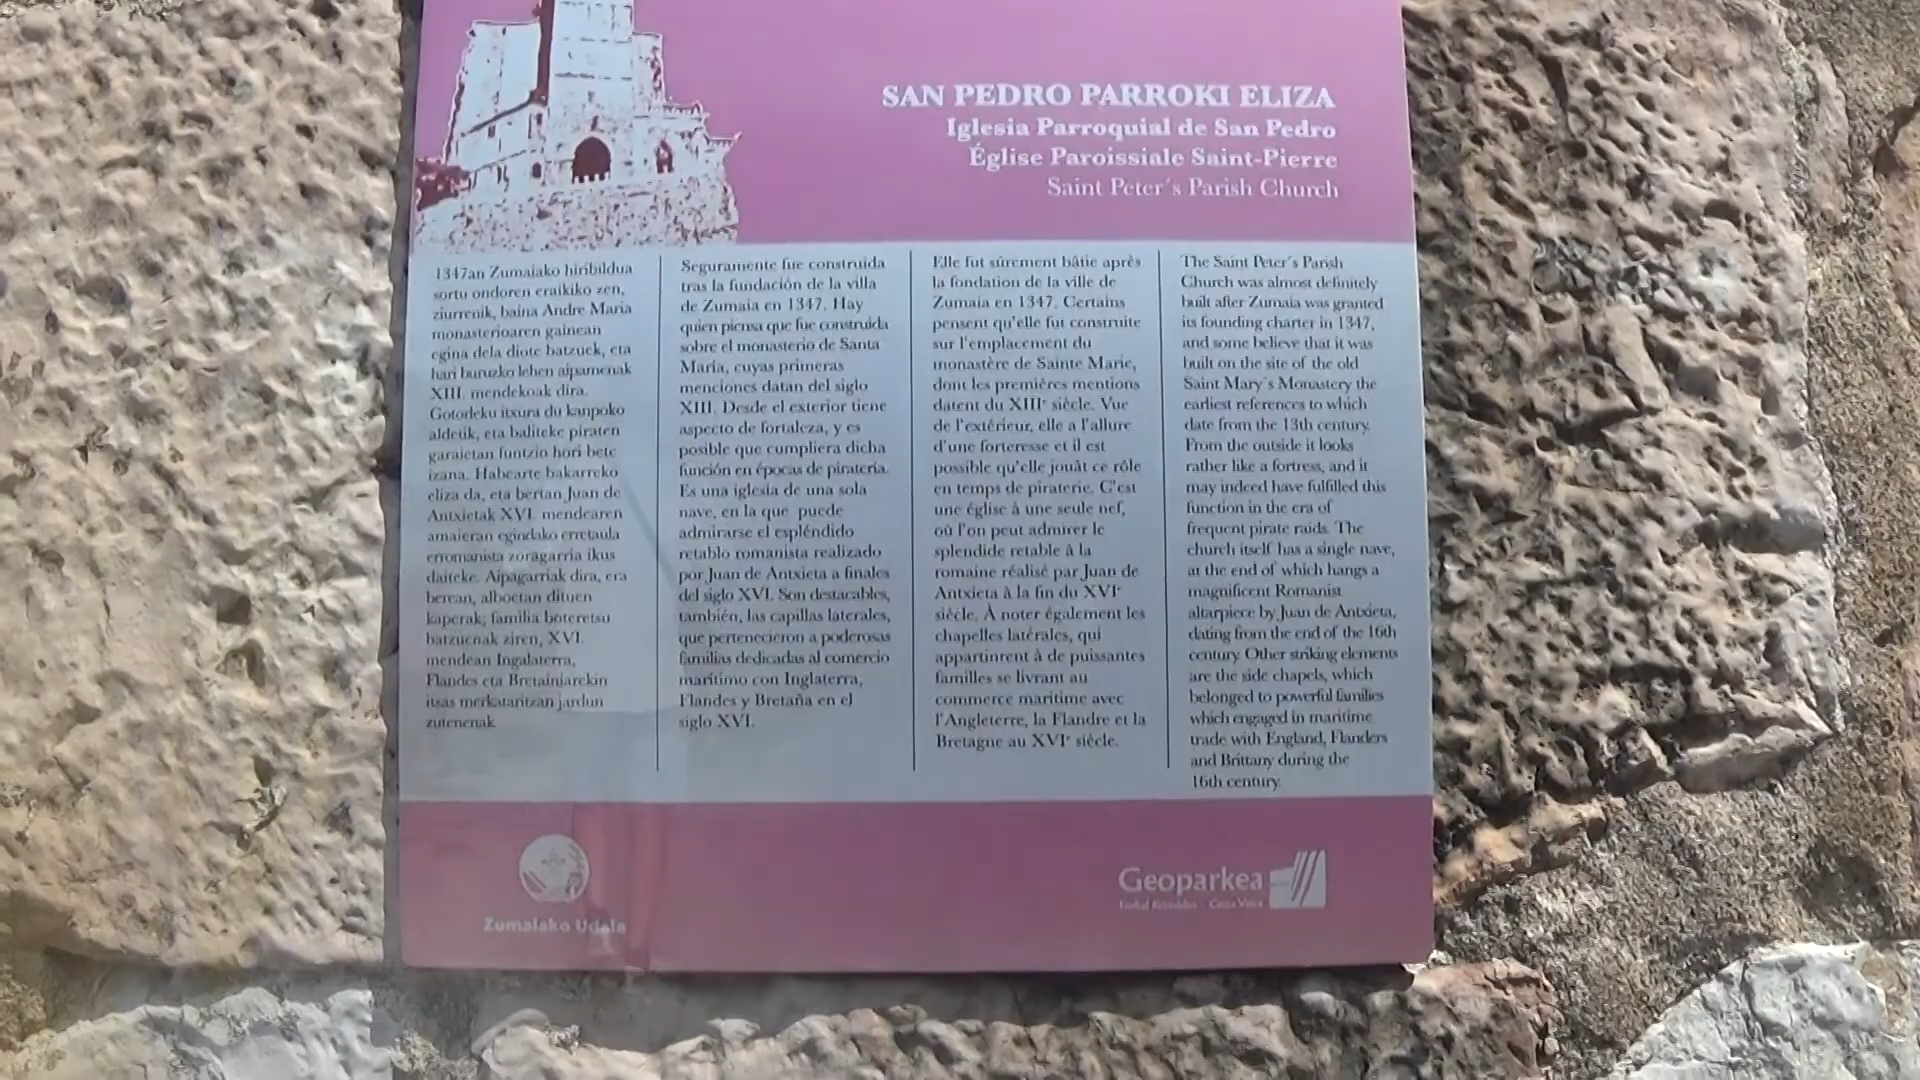 SAN PEDRO PARROKI ELIZA
Iglesia Parroquial de San Pedro
Église Paroissiale Saint-Pierre
Saint Peter´s Parish Church
1347an Zumaiako hiribildua
sortu ondoren eraikiko zen,
ziurrenik, baina Andre Maria
monasterioaren gainean
egina dela diote batzuek, eta
hari buruzko lehen aipamenak
XIII. mendekoak dira.
Gotorleku itxura du kanpoko
aldetik, eta baliteke piraten
garaietan funtzio hori bete
izana. Habearte bakarreko
eliza da, eta bertan Juan de
Antxietak XVI. mendearen
amaieran egindako erretaula
erromanista zoragarria ikus
daiteke. Aipagarriak dira, era
berean, alboetan dituen
kaperak; familia boteretsu
batzuenak ziren, XVI.
mendean Ingalaterra,
Flandes eta Bretainiarekin
itsas merkataritzan jardun
zutenenak.
Seguramente fue construida
tras la fundación de la villa
de Zumaia en 1347. Hay
quien piensa que fue construida
sobre el monasterio de Santa
María, cuyas primeras
menciones datan del siglo
XIII. Desde el exterior tiene
aspecto de fortaleza, y es
posible que cumpliera dicha
función en épocas de piratería.
Es una iglesia de una sola
nave, en la que puede
admirarse el espléndido
retablo romanista realizado
por Juan de Antxieta a finales
del siglo XVI. Son destacables,
también, las capillas laterales,
que pertenecieron a poderosas
familias dedicadas al comercio
marítimo con Inglaterra,
Flandes y Bretaña en el
siglo XVI.
Elle fut sûrement bâtie après
la fondation de la ville de
Zumaia en 1347. Certains
pensent qu'elle fut construite
sur l'emplacement du
monastère de Sainte Marie,
dont les premières mentions
datent du XIIIe siècle. Vue
de l'extérieur, elle a l'allure
d'une forteresse et il est
possible qu'elle jouât ce rôle
en temps de piraterie. C'est
une église à une seule nef,
où l'on peut admirer le
splendide retable à la
romaine réalisé par Juan de
Antxieta à la fin du XVIe
siècle. À noter également les
chapelles latérales, qui
appartinrent à de puissantes
familles se livrant au
commerce maritime avec
l'Angleterre, la Flandre et la
Bretagne au XVIe siècle.
The Saint Peter´s Parish
Church was almost definitely
built after Zumaia was granted
its founding charter in 1347,
and some believe that it was
built on the site of the old
Saint Mary´s Monastery the
earliest references to which
date from the 13th century.
From the outside it looks
rather like a fortress, and it
may indeed have fulfilled this
function in the era of
frequent pirate raids. The
church itself has a single nave,
at the end of which hangs a
magnificent Romanist
altarpiece by Juan de Antxieta,
dating from the end of the 16th
century. Other striking elements
are the side chapels, which
belonged to powerful families
which engaged in maritime
trade with England, Flanders
and Brittany during the
16th century.
Zumaiako Udala
Geoparkea